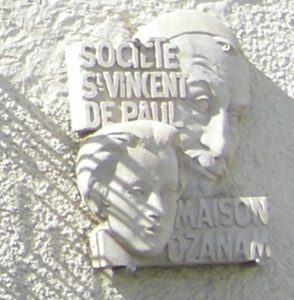 SOCIETE
ST VINCENT
DE PAUL
MAISON
OZANAM